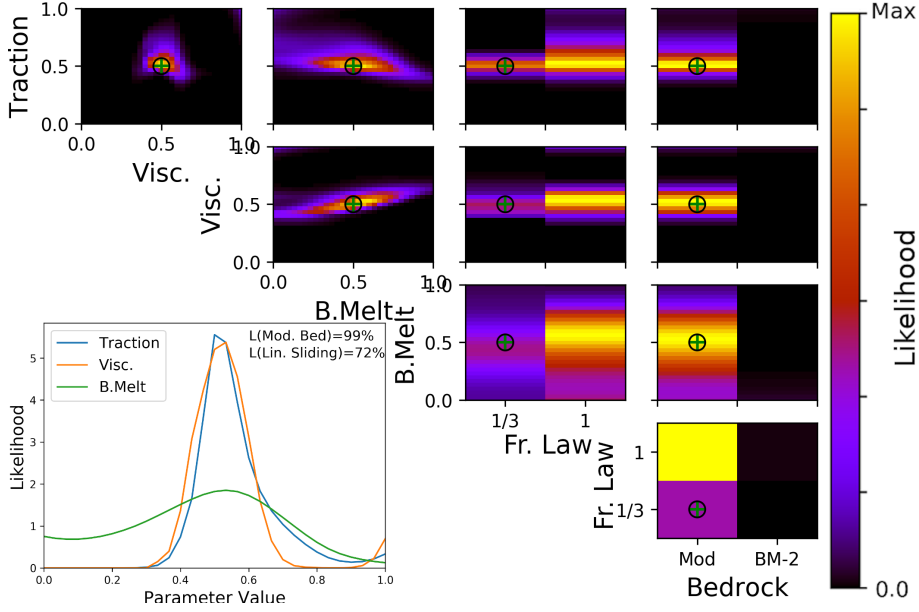 Traction
1.0
0.5
0.0
0.0
0.5
1.0
Visc.
Visc.
1.0
0.5
0.0
0.0
0.5
1.0
B.Melt
B.Melt
1.0
0.5
0.0
1/3
1
Fr. Law
Fr. Law
1
1/3
Mod
BM-2
Bedrock
Max
Likelihood
0.0
Traction
Visc.
B.Melt
L(Mod. Bed)=99%
L(Lin. Sliding)=72%
Likelihood
5
4
3
2
1
0
0.0
0.2
0.4
0.6
0.8
1.0
Parameter Value